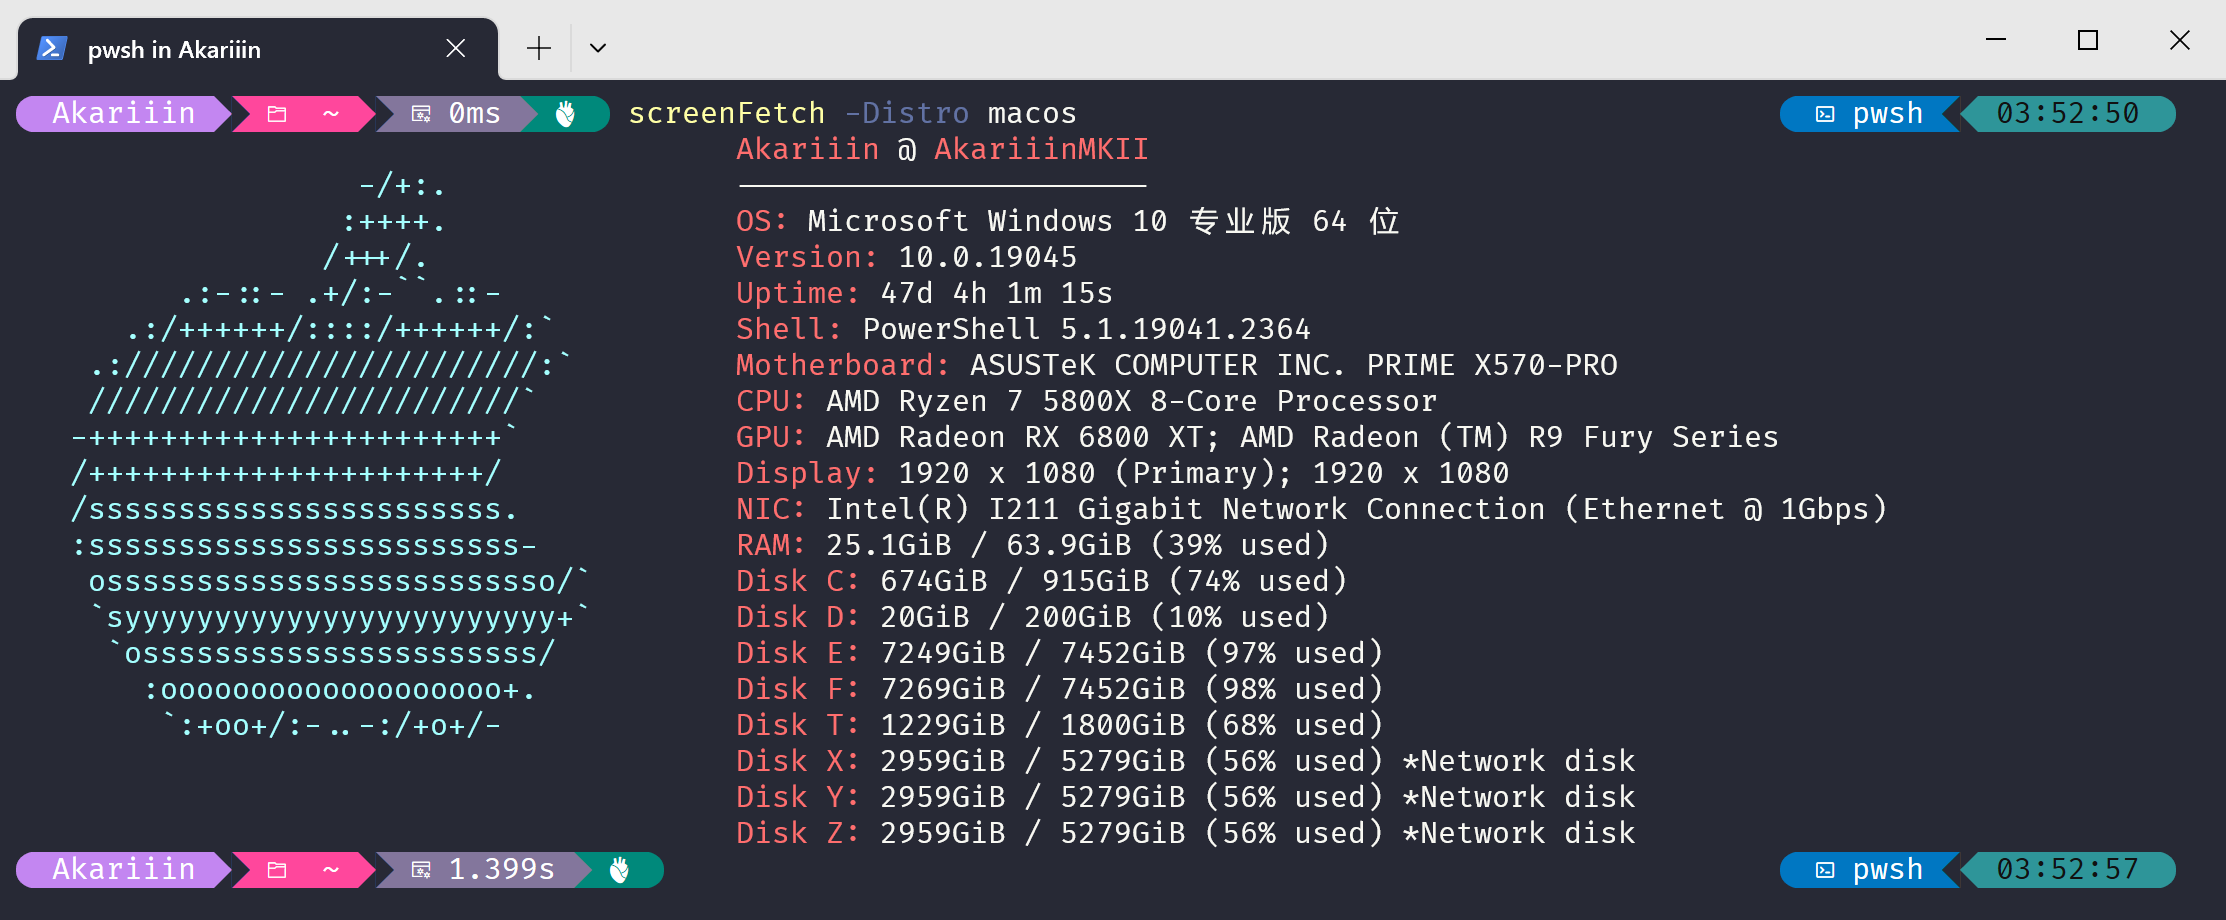 pwsh in Akariiin
Akariiin ~ 0ms screenFetch -Distro macos pwsh 03:52:50
Akariiin @ AkariiinMKII
-/+:. ───────────────────────
:++++. OS: Microsoft Windows 10 专业版 64 位
/+++/. Version: 10.0.19045
.:-::- .+/:-``.::- Uptime: 47d 4h 1m 15s
.:/++++++/::::/++++++/:` Shell: PowerShell 5.1.19041.2364
.:///////////////////////:` Motherboard: ASUSTeK COMPUTER INC. PRIME X570-PRO
////////////////////////` CPU: AMD Ryzen 7 5800X 8-Core Processor
-+++++++++++++++++++++++` GPU: AMD Radeon RX 6800 XT; AMD Radeon (TM) R9 Fury Series
/++++++++++++++++++++++/ Display: 1920 x 1080 (Primary); 1920 x 1080
/sssssssssssssssssssssss. NIC: Intel(R) I211 Gigabit Network Connection (Ethernet @ 1Gbps)
:ssssssssssssssssssssssss- RAM: 25.1GiB / 63.9GiB (39% used)
osssssssssssssssssssssssso/` Disk C: 674GiB / 915GiB (74% used)
`syyyyyyyyyyyyyyyyyyyyyyyy+` Disk D: 20GiB / 200GiB (10% used)
`ossssssssssssssssssssss/ Disk E: 7249GiB / 7452GiB (97% used)
:ooooooooooooooooooo+. Disk F: 7269GiB / 7452GiB (98% used)
`:+oo+/:-..-:/+o+/- Disk T: 1229GiB / 1800GiB (68% used)
Disk X: 2959GiB / 5279GiB (56% used) *Network disk
Disk Y: 2959GiB / 5279GiB (56% used) *Network disk
Disk Z: 2959GiB / 5279GiB (56% used) *Network disk
Akariiin ~ 1.399s pwsh 03:52:57